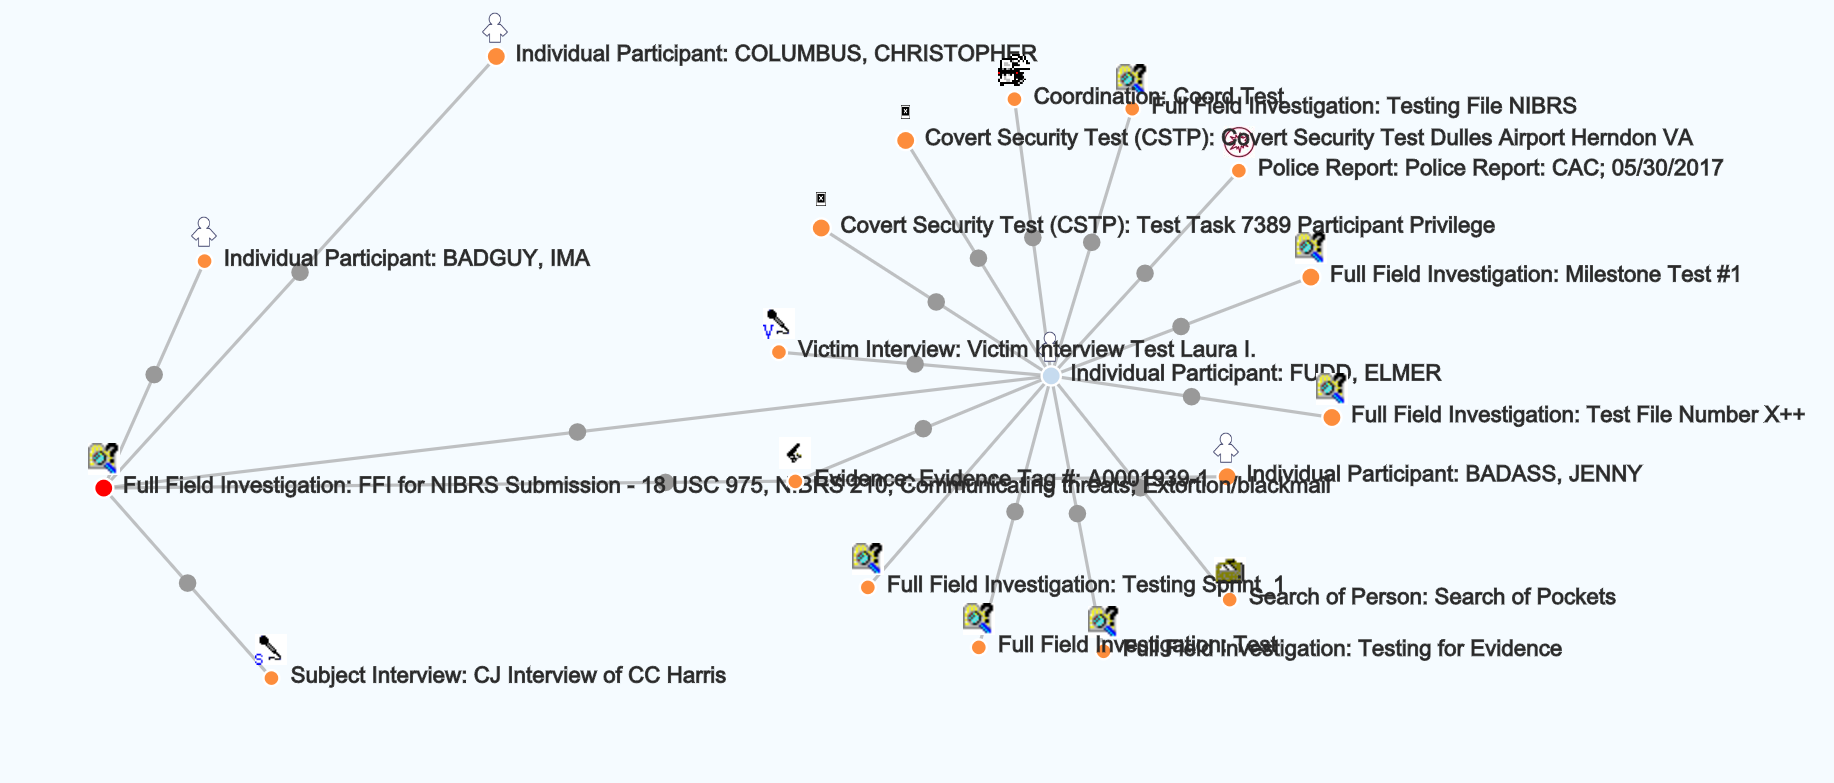 Individual Participant: COLUMBUS, CHRISTOPHER
Coordination: Coord Test
Full Field Investigation: Testing File NIBRS
Covert Security Test (CSTP): Covert Security Test Dulles Airport Herndon VA
Police Report: Police Report: CAC; 05/30/2017
Covert Security Test (CSTP): Test Task 7389 Participant Privilege
Individual Participant: BADGUY, IMA
Full Field Investigation: Milestone Test #1
V
Victim Interview: Victim Interview Test Laura I.
Individual Participant: FUDD, ELMER
Full Field Investigation: Test File Number X++
Individual Participant: BADASS, JENNY
Evidence: Evidence Tag #: A0001939-1
Full Field Investigation: FFI for NIBRS Submission - 18 USC 975, NIBRS 210, Communicating threats, Extortion/blackmail
Full Field Investigation: Testing Sprint_1
Search of Person: Search of Pockets
Full Field Investigation: Test
Full Field Investigation: Testing for Evidence
S
Subject Interview: CJ Interview of CC Harris